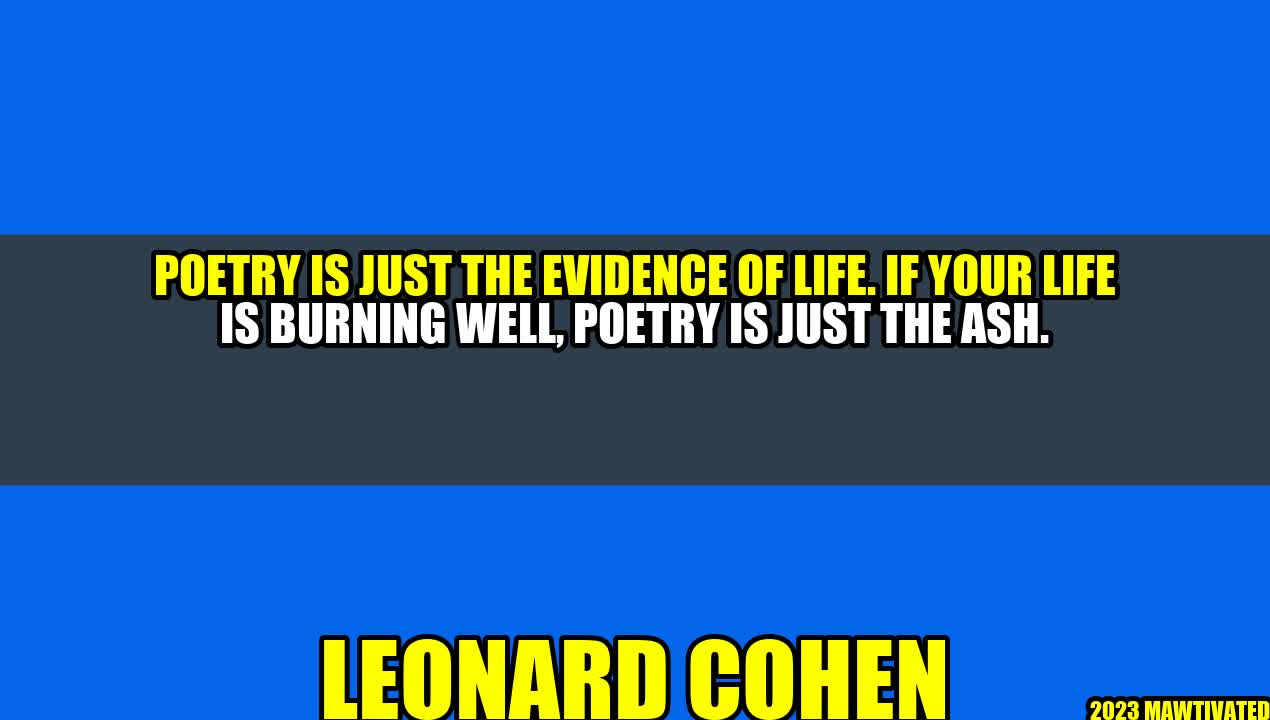 POETRY IS JUST THE EVIDENCE OF LIFE. IF YOUR LIFE
IS BURNING WELL, POETRY IS JUST THE ASH.
LEONARD COHEN
2023 MAWTIVATED